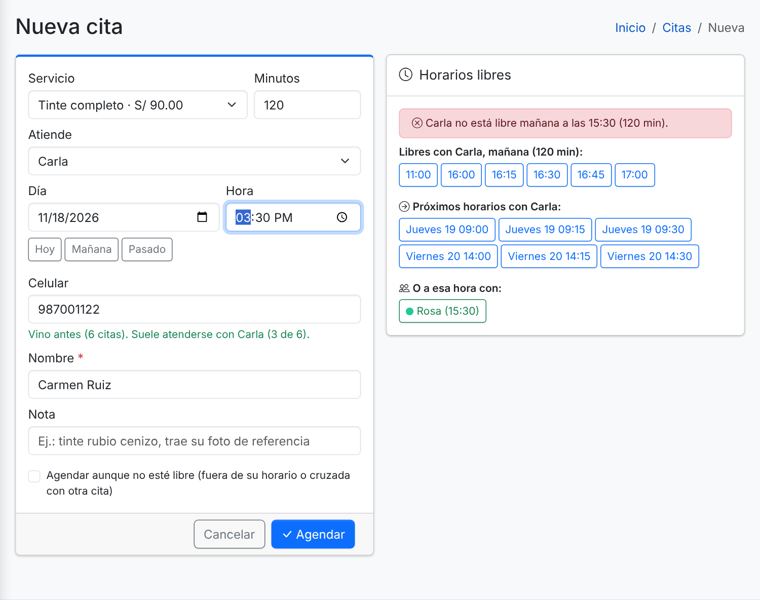 Nueva cita
Inicio / Citas / Nueva
Servicio
Minutos
Tinte completo · S/ 90.00
120
Atiende
Carla
Día
Hora
11/18/2026
03:30 PM
Hoy
Mañana
Pasado
Celular
987001122
Vino antes (6 citas). Suele atenderse con Carla (3 de 6).
Nombre *
Carmen Ruiz
Nota
Ej.: tinte rubio cenizo, trae su foto de referencia
Agendar aunque no esté libre (fuera de su horario o cruzada
con otra cita)
Cancelar
Agendar
Horarios libres
Carla no está libre mañana a las 15:30 (120 min).
Libres con Carla, mañana (120 min):
11:00 16:00 16:15 16:30 16:45 17:00
Próximos horarios con Carla:
Jueves 19 09:00 Jueves 19 09:15 Jueves 19 09:30
Viernes 20 14:00 Viernes 20 14:15 Viernes 20 14:30
O a esa hora con:
Rosa (15:30)